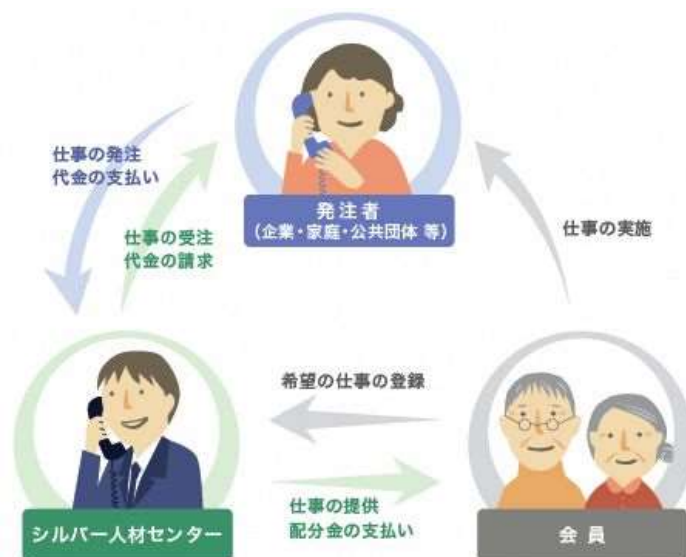 仕事の発注
代金の支払い
発注者
(企業・家庭・公共団体 等)
仕事の受注
代金の請求
仕事の実施
希望の仕事の登録
シルバー人材センター
仕事の提供
配分金の支払い
会員